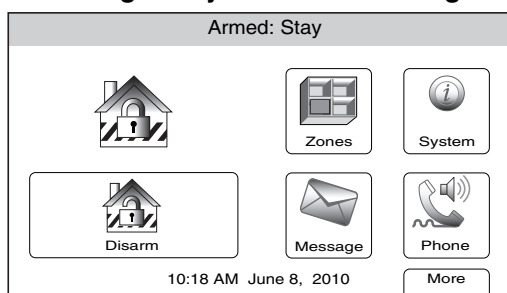 Armed: Stay
Zones
System
Disarm
Message
Phone
10:18 AM June 8, 2010
More